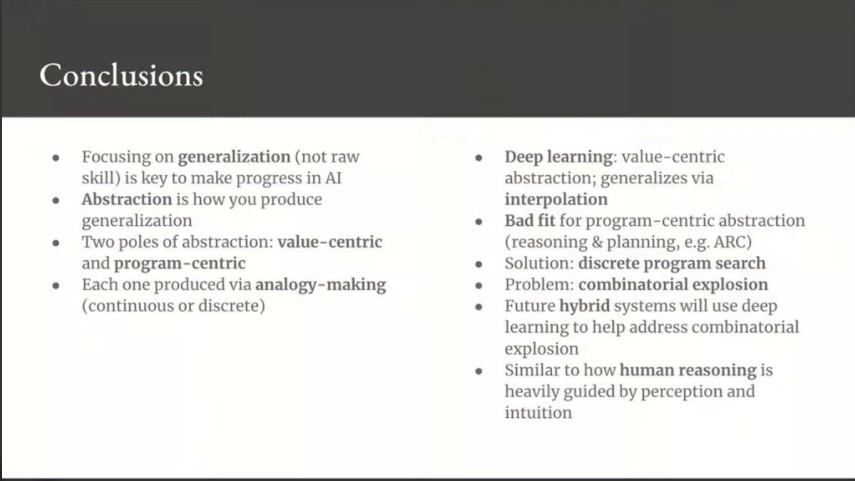 Conclusions
● Focusing on generalization (not raw
skill) is key to make progress in AI
● Abstraction is how you produce
generalization
● Two poles of abstraction: value-centric
and program-centric
● Each one produced via analogy-making
(continuous or discrete)
● Deep learning: value-centric
abstraction; generalizes via
interpolation
● Bad fit for program-centric abstraction
(reasoning & planning, e.g. ARC)
● Solution: discrete program search
● Problem: combinatorial explosion
● Future hybrid systems will use deep
learning to help address combinatorial
explosion
● Similar to how human reasoning is
heavily guided by perception and
intuition